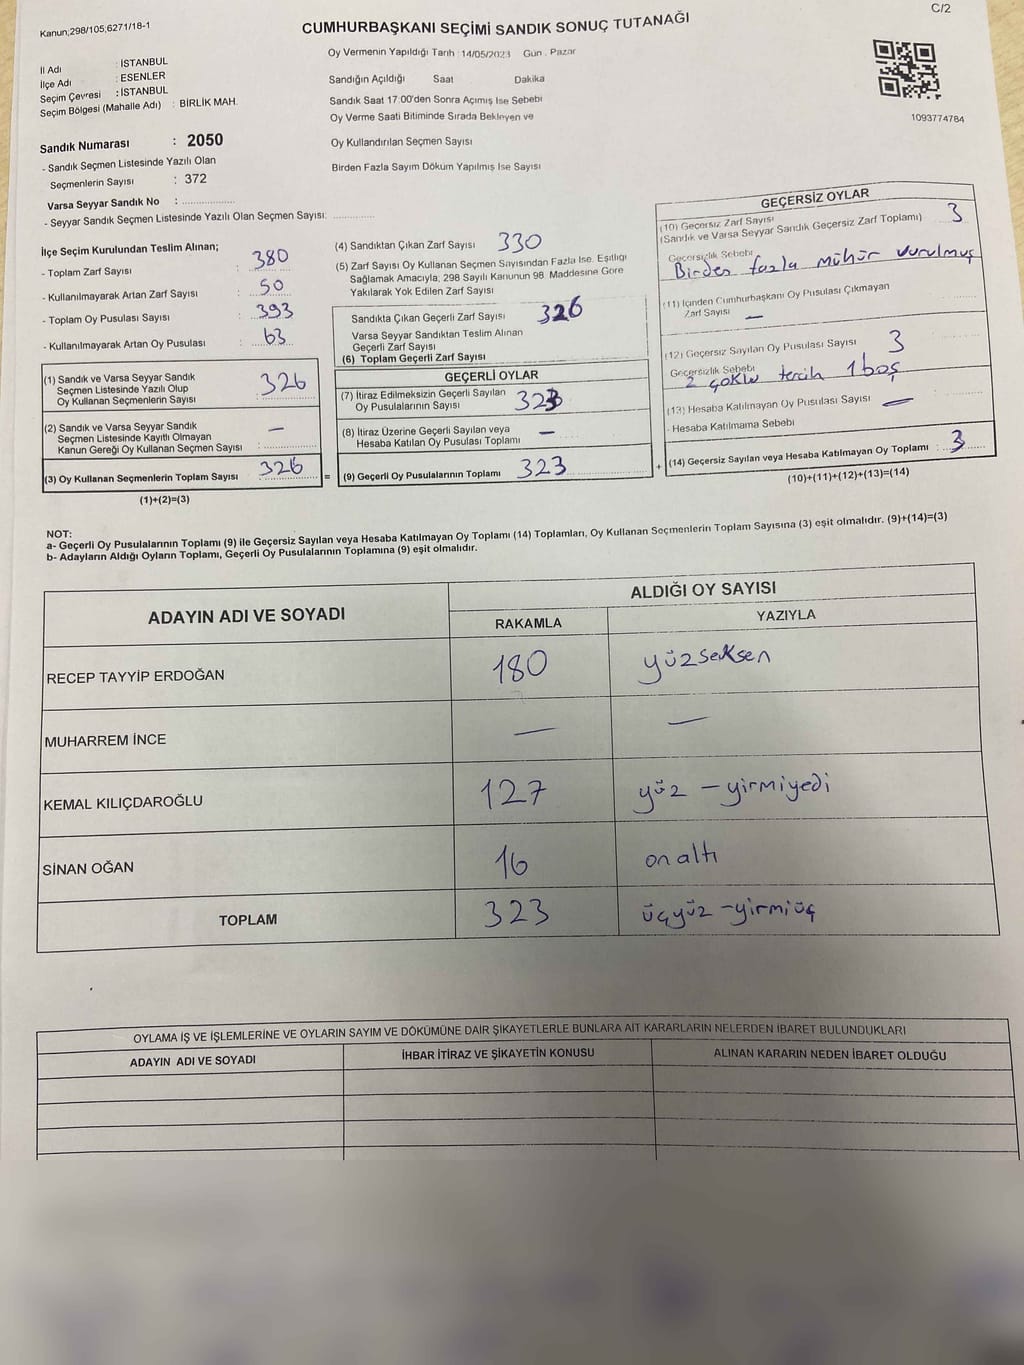 C/2
Kanun;298/105;6271/18-1
CUMHURBAŞKANI SEÇİMİ SANDIK SONUÇ TUTANAĞI
Oy Vermenin Yapıldığı Tarih : 14/05/2023 Gün : Pazar
İl Adı : İSTANBUL
İlçe Adı : ESENLER
Seçim Çevresi : İSTANBUL
Seçim Bölgesi (Mahalle Adı) : BİRLİK MAH.
Sandığın Açıldığı Saat Dakika
Sandık Saat 17:00'den Sonra Açımış İse Sebebi
Oy Verme Saati Bitiminde Sırada Bekleyen ve
Oy Kullandırılan Seçmen Sayısı
Birden Fazla Sayım Döküm Yapılmış İse Sayısı
1093774784
Sandık Numarası : 2050
- Sandık Seçmen Listesinde Yazılı Olan
Seçmenlerin Sayısı : 372
Varsa Seyyar Sandık No :
- Seyyar Sandık Seçmen Listesinde Yazılı Olan Seçmen Sayısı:
İlçe Seçim Kurulundan Teslim Alınan;
- Toplam Zarf Sayısı : 380
- Kullanılmayarak Artan Zarf Sayısı : 50
- Toplam Oy Pusulası Sayısı : 393
- Kullanılmayarak Artan Oy Pusulası : 63
(1) Sandık ve Varsa Seyyar Sandık
Seçmen Listesinde Yazılı Olup
Oy Kullanan Seçmenlerin Sayısı : 326
(2) Sandık ve Varsa Seyyar Sandık
Seçmen Listesinde Kayıtlı Olmayan
Kanun Gereği Oy Kullanan Seçmen Sayısı : —
(3) Oy Kullanan Seçmenlerin Toplam Sayısı 326
(1)+(2)=(3)
(4) Sandıktan Çıkan Zarf Sayısı 330
(5) Zarf Sayısı Oy Kullanan Seçmen Sayısından Fazla İse, Eşitliği
Sağlamak Amacıyla, 298 Sayılı Kanunun 98. Maddesine Göre
Yakılarak Yok Edilen Zarf Sayısı
Sandıkta Çıkan Geçerli Zarf Sayısı 326
Varsa Seyyar Sandıktan Teslim Alınan
Geçerli Zarf Sayısı
(6) Toplam Geçerli Zarf Sayısı
GEÇERLİ OYLAR
(7) İtiraz Edilmeksizin Geçerli Sayılan
Oy Pusulalarının Sayısı 323
(8) İtiraz Üzerine Geçerli Sayılan veya
Hesaba Katılan Oy Pusulası Toplamı —
= (9) Geçerli Oy Pusulalarının Toplamı 323
GEÇERSİZ OYLAR
(10) Geçersiz Zarf Sayısı
(Sandık ve Varsa Seyyar Sandık Geçersiz Zarf Toplamı) 3
Geçersizlik Sebebi
Birden fazla mühür vurulmuş
(11) İçinden Cumhurbaşkanı Oy Pusulası Çıkmayan
Zarf Sayısı —
(12) Geçersiz Sayılan Oy Pusulası Sayısı 3
Geçersizlik Sebebi
2 çoklu tercih 1 boş
(13) Hesaba Katılmayan Oy Pusulası Sayısı —
- Hesaba Katılmama Sebebi
+ (14) Geçersiz Sayılan veya Hesaba Katılmayan Oy Toplamı : 3
(10)+(11)+(12)+(13)=(14)
NOT:
a- Geçerli Oy Pusulalarının Toplamı (9) ile Geçersiz Sayılan veya Hesaba Katılmayan Oy Toplamı (14) Toplamları, Oy Kullanan Seçmenlerin Toplam Sayısına (3) eşit olmalıdır. (9)+(14)=(3)
b- Adayların Aldığı Oyların Toplamı, Geçerli Oy Pusulalarının Toplamına (9) eşit olmalıdır.
ADAYIN ADI VE SOYADI
ALDIĞI OY SAYISI
RAKAMLA YAZIYLA
RECEP TAYYİP ERDOĞAN 180 yüzseksen
MUHARREM İNCE — —
KEMAL KILIÇDAROĞLU 127 yüz - yirmiyedi
SİNAN OĞAN 16 on altı
TOPLAM 323 üçyüz - yirmiüç
OYLAMA İŞ VE İŞLEMLERİNE VE OYLARIN SAYIM VE DÖKÜMÜNE DAİR ŞİKAYETLERLE BUNLARA AİT KARARLARIN NELERDEN İBARET BULUNDUKLARI
ADAYIN ADI VE SOYADI İHBAR İTİRAZ VE ŞİKAYETİN KONUSU ALINAN KARARIN NEDEN İBARET OLDUĞU